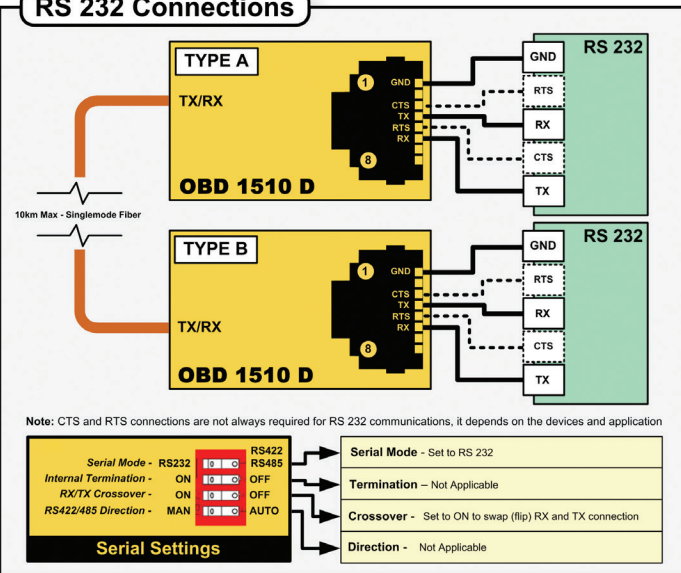 RS 232 Connections
TYPE A
TX/RX
OBD 1510 D
1
8
GND
CTS
TX
RTS
RX
RS 232
GND
RTS
RX
CTS
TX
10km Max - Singlemode Fiber
TYPE B
TX/RX
OBD 1510 D
1
8
GND
CTS
TX
RTS
RX
RS 232
GND
RTS
RX
CTS
TX
Note: CTS and RTS connections are not always required for RS 232 communications, it depends on the devices and application
RS422
Serial Mode - RS232 RS485
Internal Termination - ON OFF
RX/TX Crossover - ON OFF
RS422/485 Direction - MAN AUTO
Serial Settings
Serial Mode - Set to RS 232
Termination – Not Applicable
Crossover - Set to ON to swap (flip) RX and TX connection
Direction - Not Applicable